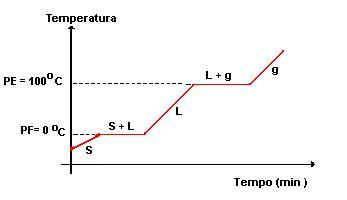 Temperatura
PE = 100°C
L + g
g
L
PF= 0 °C
S + L
S
Tempo (min )